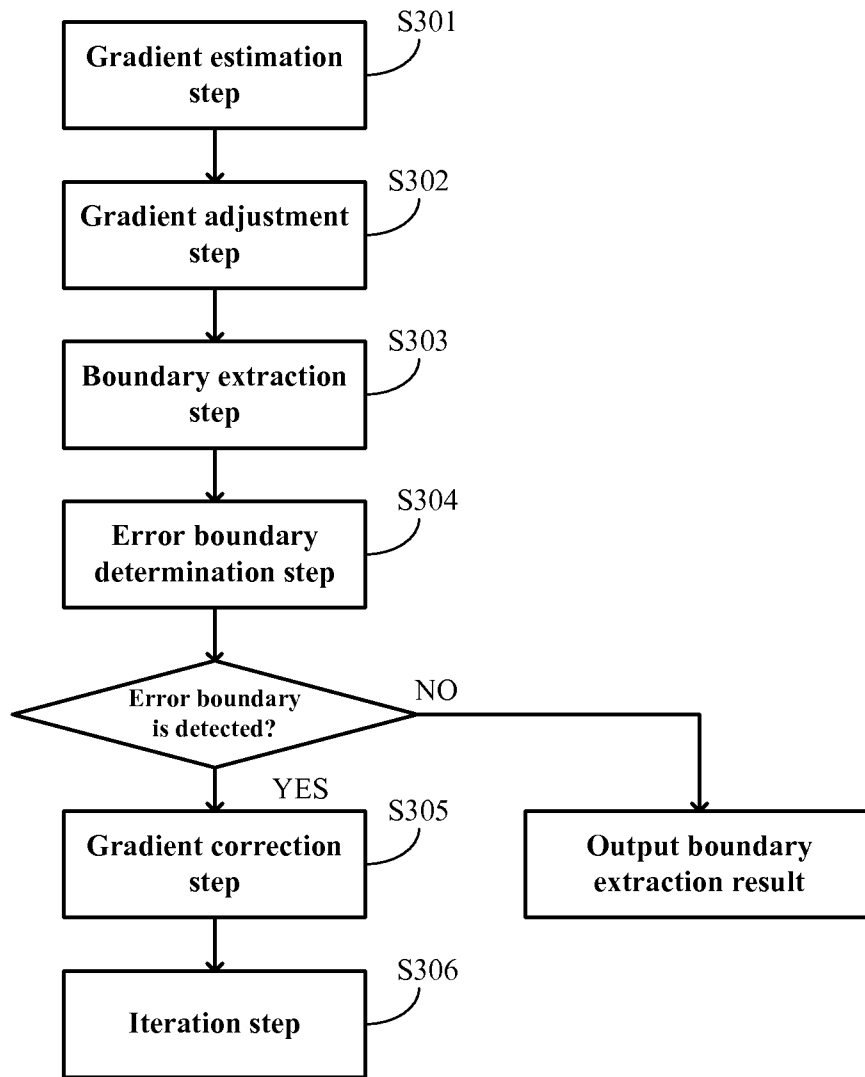 S301
Gradient estimation
step
S302
Gradient adjustment
step
S303
Boundary extraction
step
S304
Error boundary
determination step
Error boundary
is detected?
NO
YES
S305
Gradient correction
step
Output boundary
extraction result
S306
Iteration step